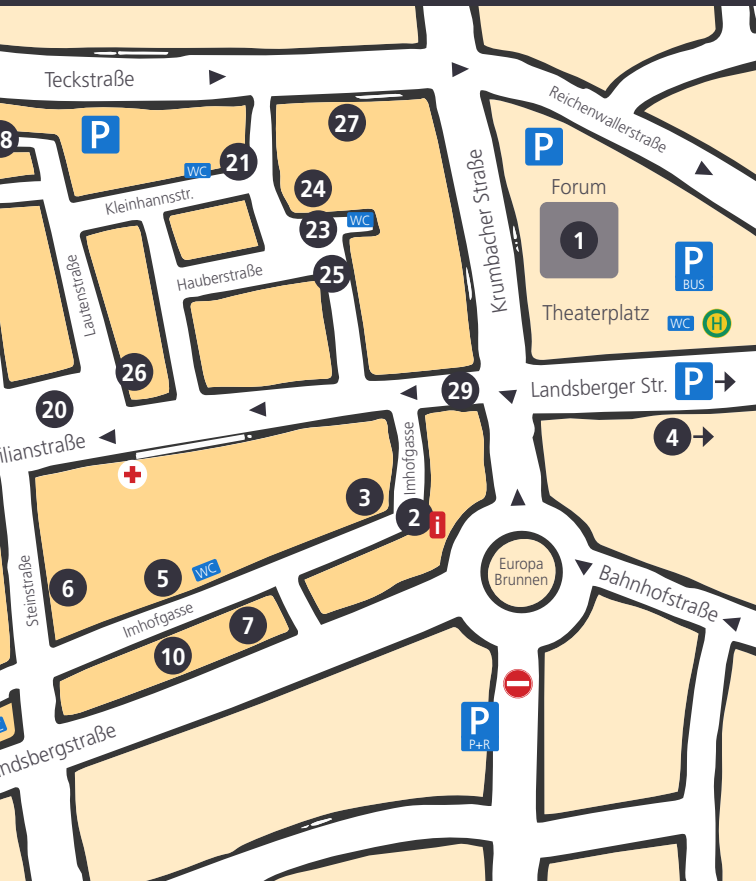 Teckstraße
Reichenwallerstraße
27
P
P
8
21
WC
24
Forum
Kleinhannsstr.
23
WC
1
Krumbacher Straße
P
BUS
Hauberstraße
25
Lautenstraße
Theaterplatz
WC
H
26
29
Landsberger Str.
P
20
ilianstraße
4
Imhofgasse
3
2
i
5
WC
6
Europa
Brunnen
Steinstraße
Bahnhofstraße
Imhofgasse
7
10
P
P+R
ndsbergstraße